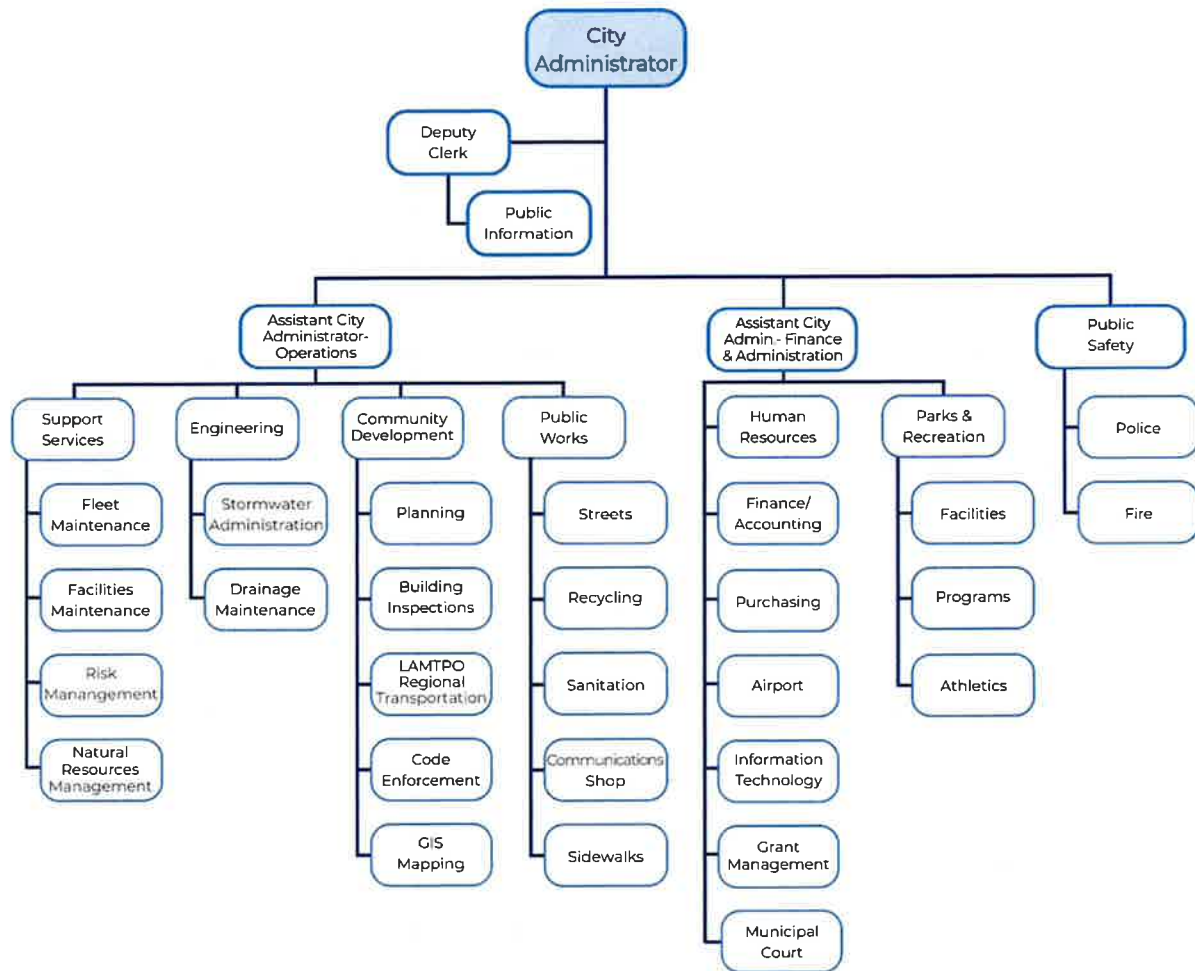 City
Administrator
Deputy
Clerk
Public
Information
Assistant City
Administrator-
Operations
Assistant City
Admin.- Finance
& Administration
Public
Safety
Support
Services
Fleet
Maintenance
Facilities
Maintenance
Risk
Manangement
Natural
Resources
Management
Engineering
Stormwater
Administration
Drainage
Maintenance
Community
Development
Planning
Building
Inspections
LAMTPO
Regional
Transportation
Code
Enforcement
GIS
Mapping
Public
Works
Streets
Recycling
Sanitation
Communications
Shop
Sidewalks
Human
Resources
Finance/
Accounting
Purchasing
Airport
Information
Technology
Grant
Management
Municipal
Court
Parks &
Recreation
Facilities
Programs
Athletics
Police
Fire